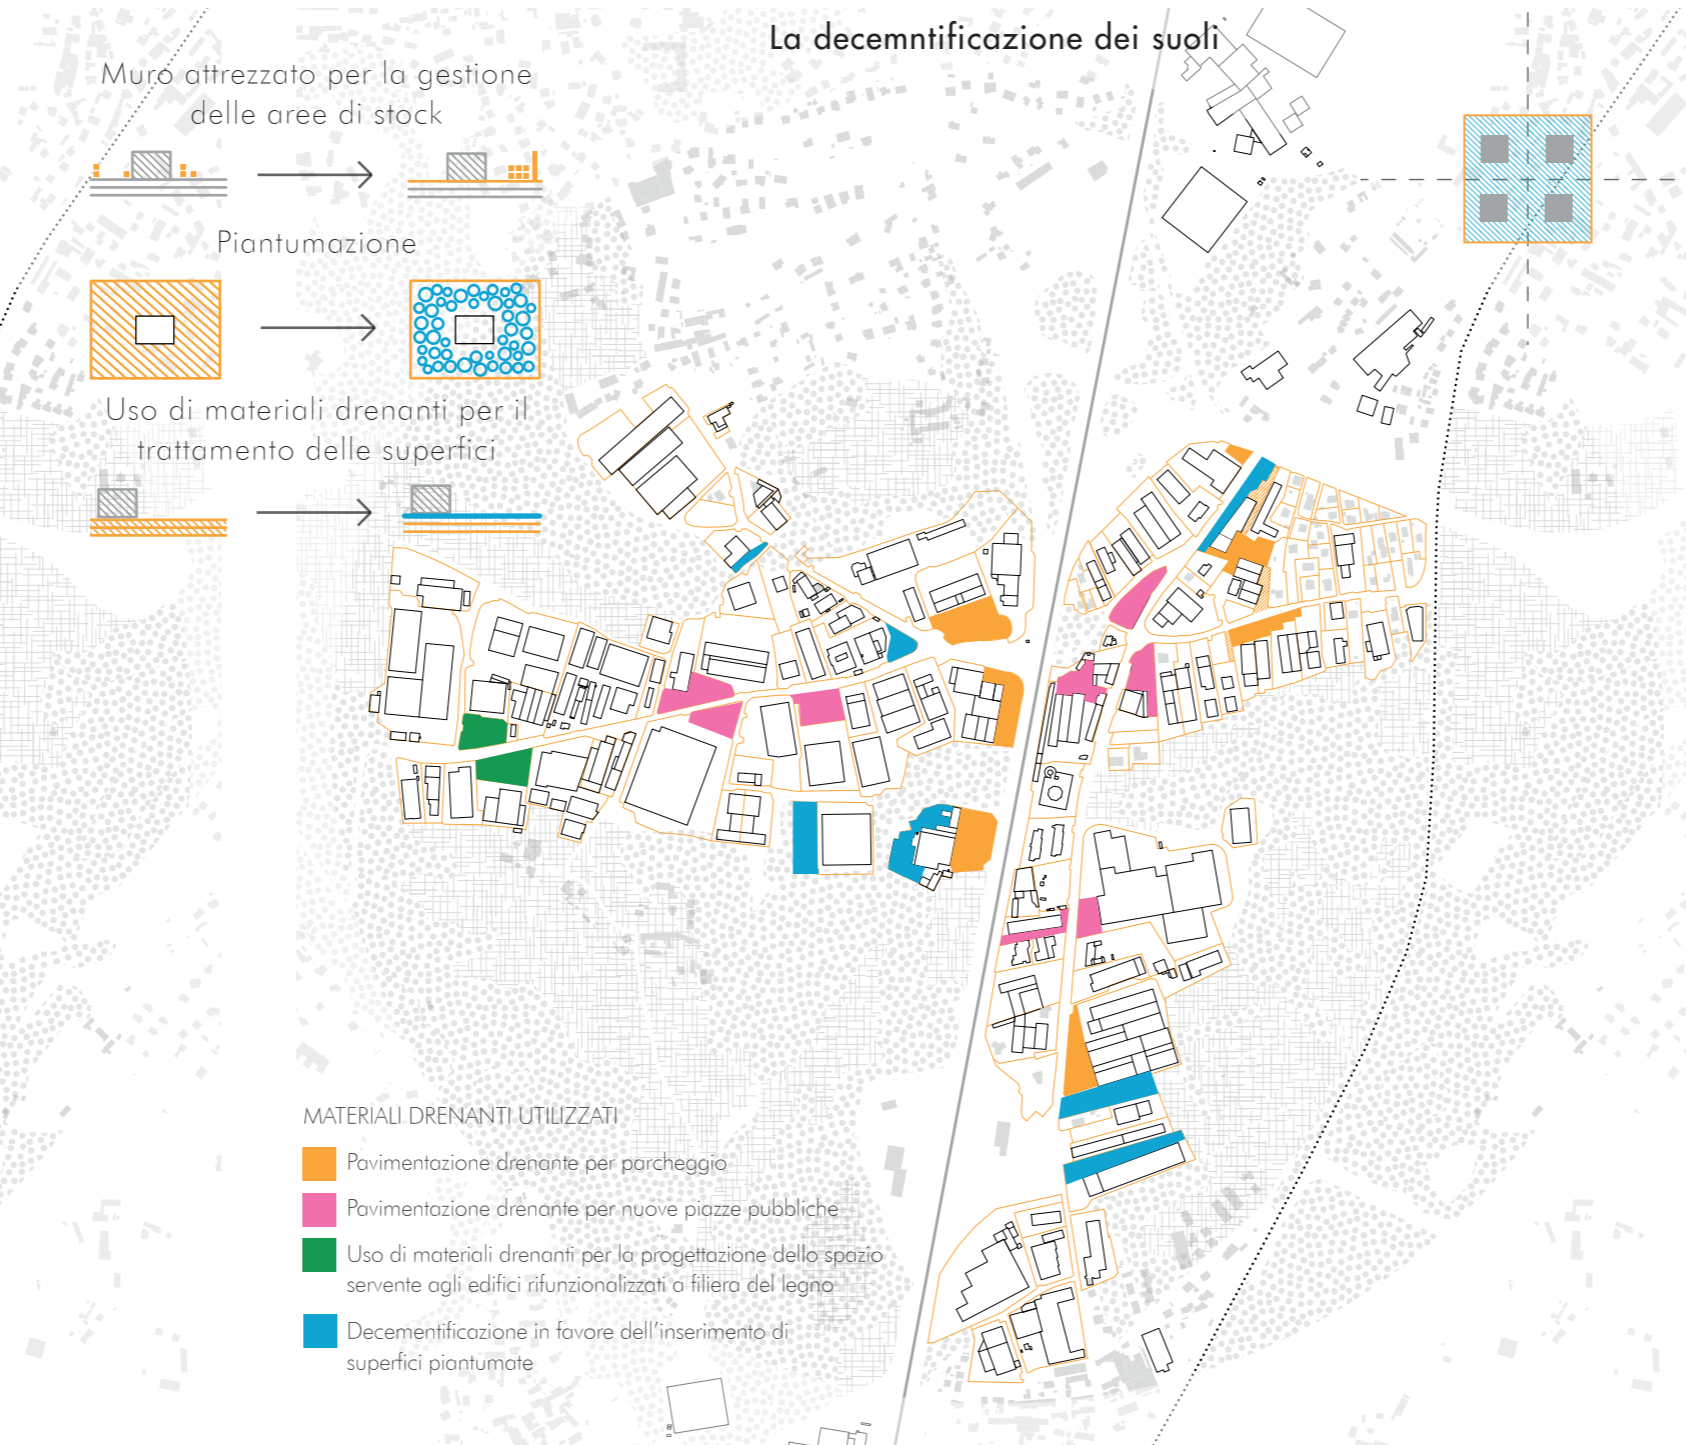 La decemntificazione dei suoli
Muro attrezzato per la gestione
delle aree di stock
Piantumazione
Uso di materiali drenanti per il
trattamento delle superfici
MATERIALI DRENANTI UTILIZZATI
Pavimentazione drenante per parcheggio
Pavimentazione drenante per nuove piazze pubbliche
Uso di materiali drenanti per la progettazione dello spazio
servente agli edifici rifunzionalizzati a filiera del legno
Decementificazione in favore dell'inserimento di
superfici piantumate